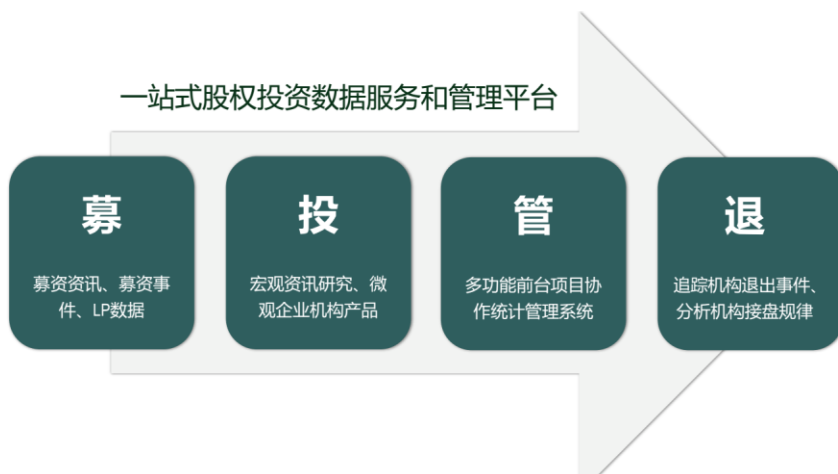 一站式股权投资数据服务和管理平台
募
募资资讯、募资事
件、LP数据
投
宏观资讯研究、微
观企业机构产品
管
多功能前台项目协
作统计管理系统
退
追踪机构退出事件、
分析机构接盘规律